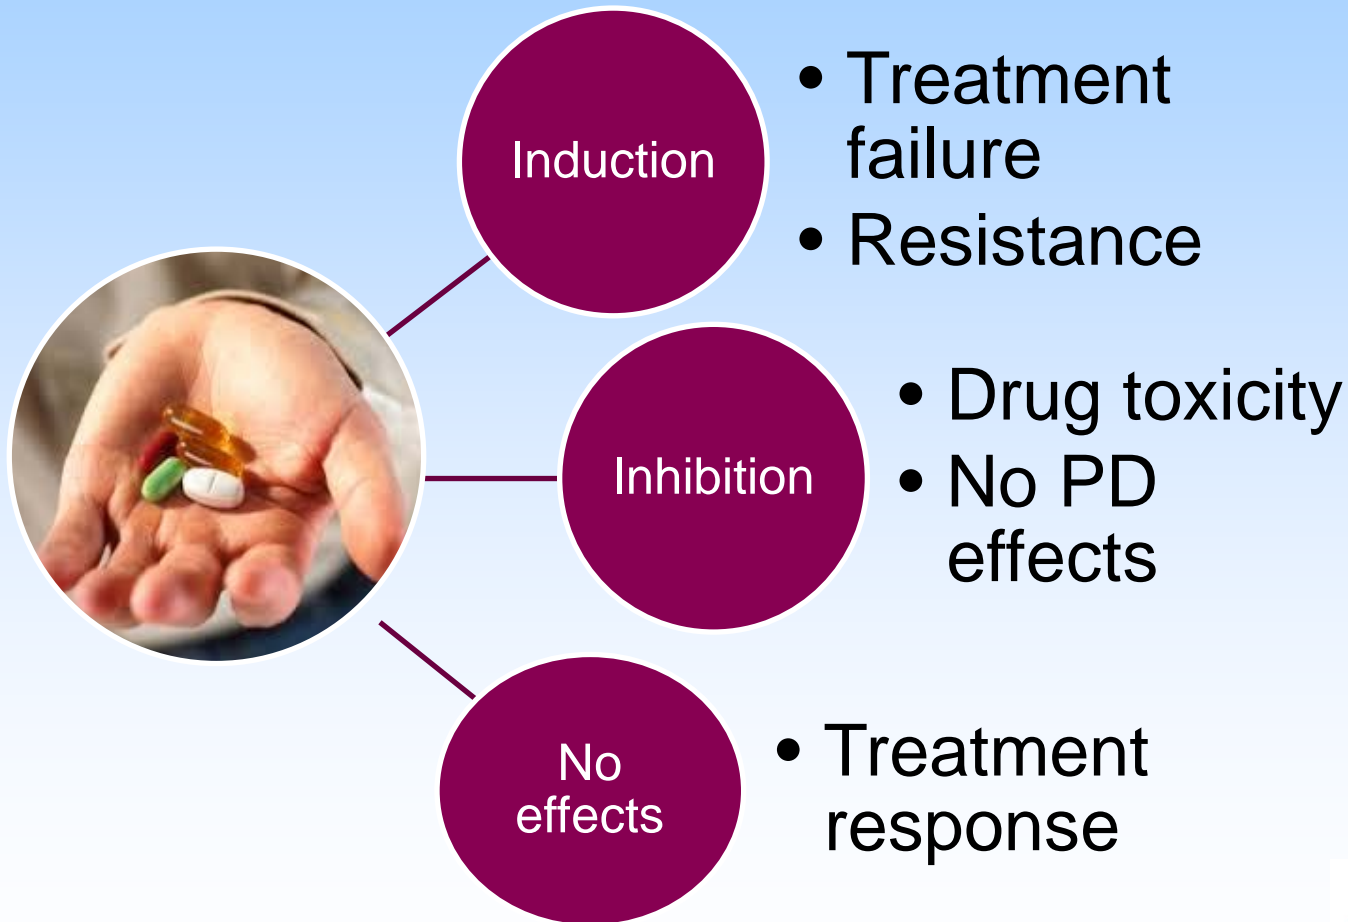 Induction
• Treatment
failure
• Resistance
Inhibition
• Drug toxicity
• No PD
effects
No
effects
• Treatment
response